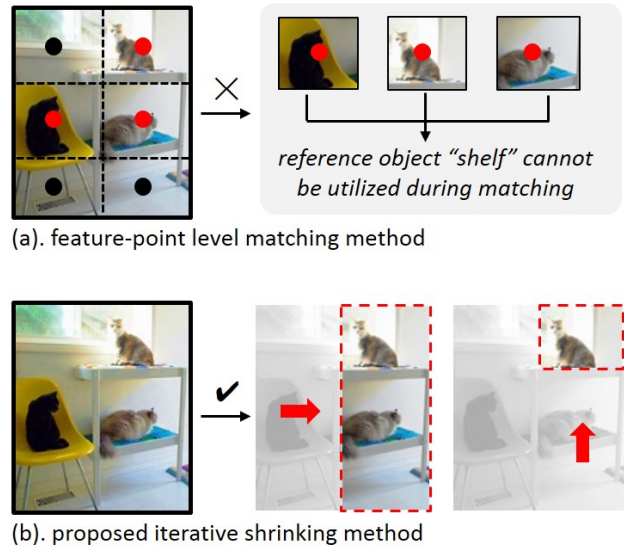 reference object “shelf” cannot
be utilized during matching
(a). feature-point level matching method
(b). proposed iterative shrinking method